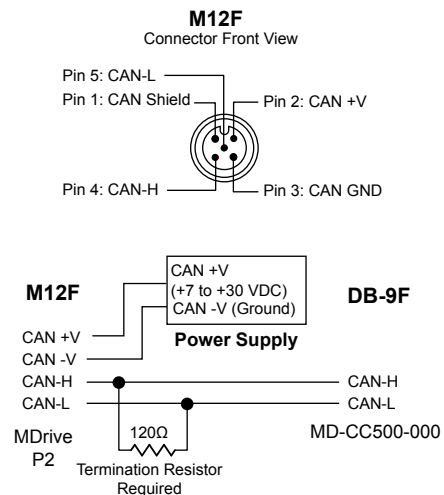 M12F
Connector Front View
Pin 5: CAN-L
Pin 1: CAN Shield
Pin 2: CAN +V
Pin 4: CAN-H
Pin 3: CAN GND
CAN +V
(+7 to +30 VDC)
CAN -V (Ground)
M12F
DB-9F
Power Supply
CAN +V
CAN -V
CAN-H
CAN-H
CAN-L
CAN-L
MDrive
P2
120Ω
MD-CC500-000
Termination Resistor
Required